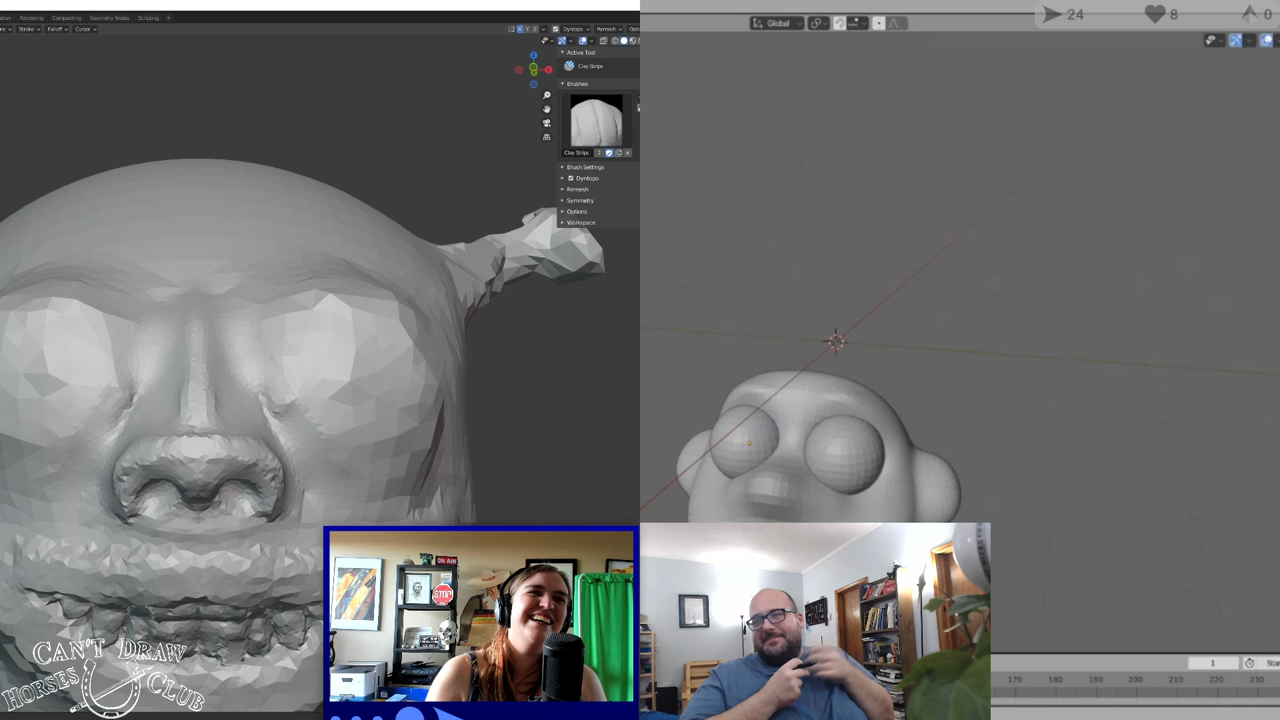 Rendering Compositing Geometry Nodes Scripting +
Stroke Falloff Cursor
X Y Z Dyntopo Remesh
Active Tool
Clay Strips
Brushes
Clay Strips 2
Brush Settings
Dyntopo
Remesh
Symmetry
Options
Workspace
Global
24 8 0
ON AIR
STOP
CAN'T DRAW
HORSES CLUB
1
170 180 190 200 210 220 230